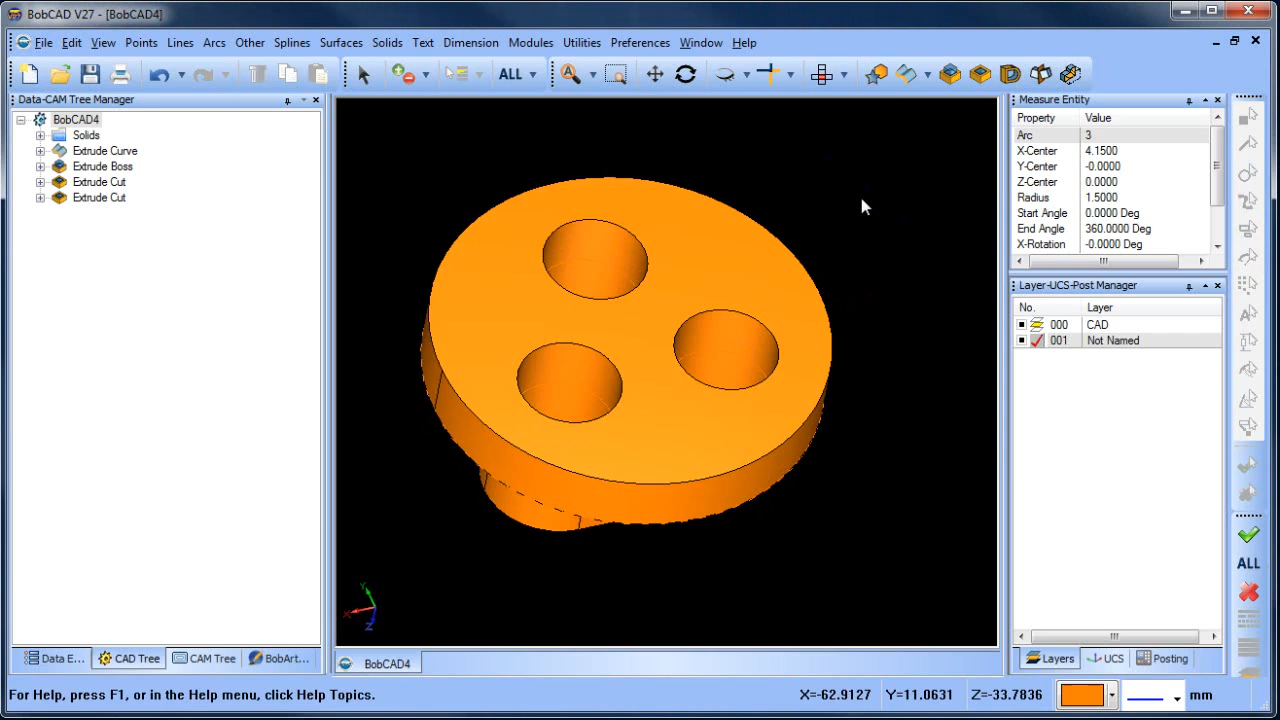 BobCAD V27 - [BobCAD4]
File Edit View Points Lines Arcs Other Splines Surfaces Solids Text Dimension Modules Utilities Preferences Window Help
ALL
Data-CAM Tree Manager
BobCAD4
Solids
Extrude Curve
Extrude Boss
Extrude Cut
Extrude Cut
Data E... CAD Tree CAM Tree BobArt...
BobCAD4
Y
X
Z
Measure Entity
Property Value
Arc 3
X-Center 4.1500
Y-Center -0.0000
Z-Center 0.0000
Radius 1.5000
Start Angle 0.0000 Deg
End Angle 360.0000 Deg
X-Rotation -0.0000 Deg
Layer-UCS-Post Manager
No. Layer
000 CAD
001 Not Named
Layers UCS Posting
ALL
For Help, press F1, or in the Help menu, click Help Topics.
X=-62.9127 Y=11.0631 Z=-33.7836 mm